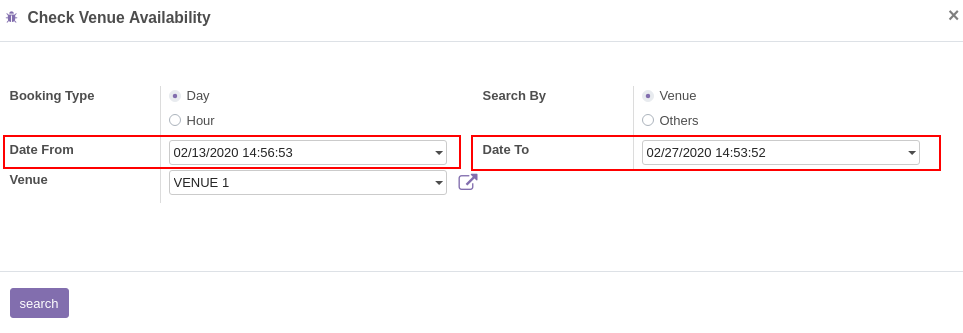 Check Venue Availability
×
Booking Type
Day
Hour
Search By
Venue
Others
Date From
02/13/2020 14:56:53
Date To
02/27/2020 14:53:52
Venue
VENUE 1
search